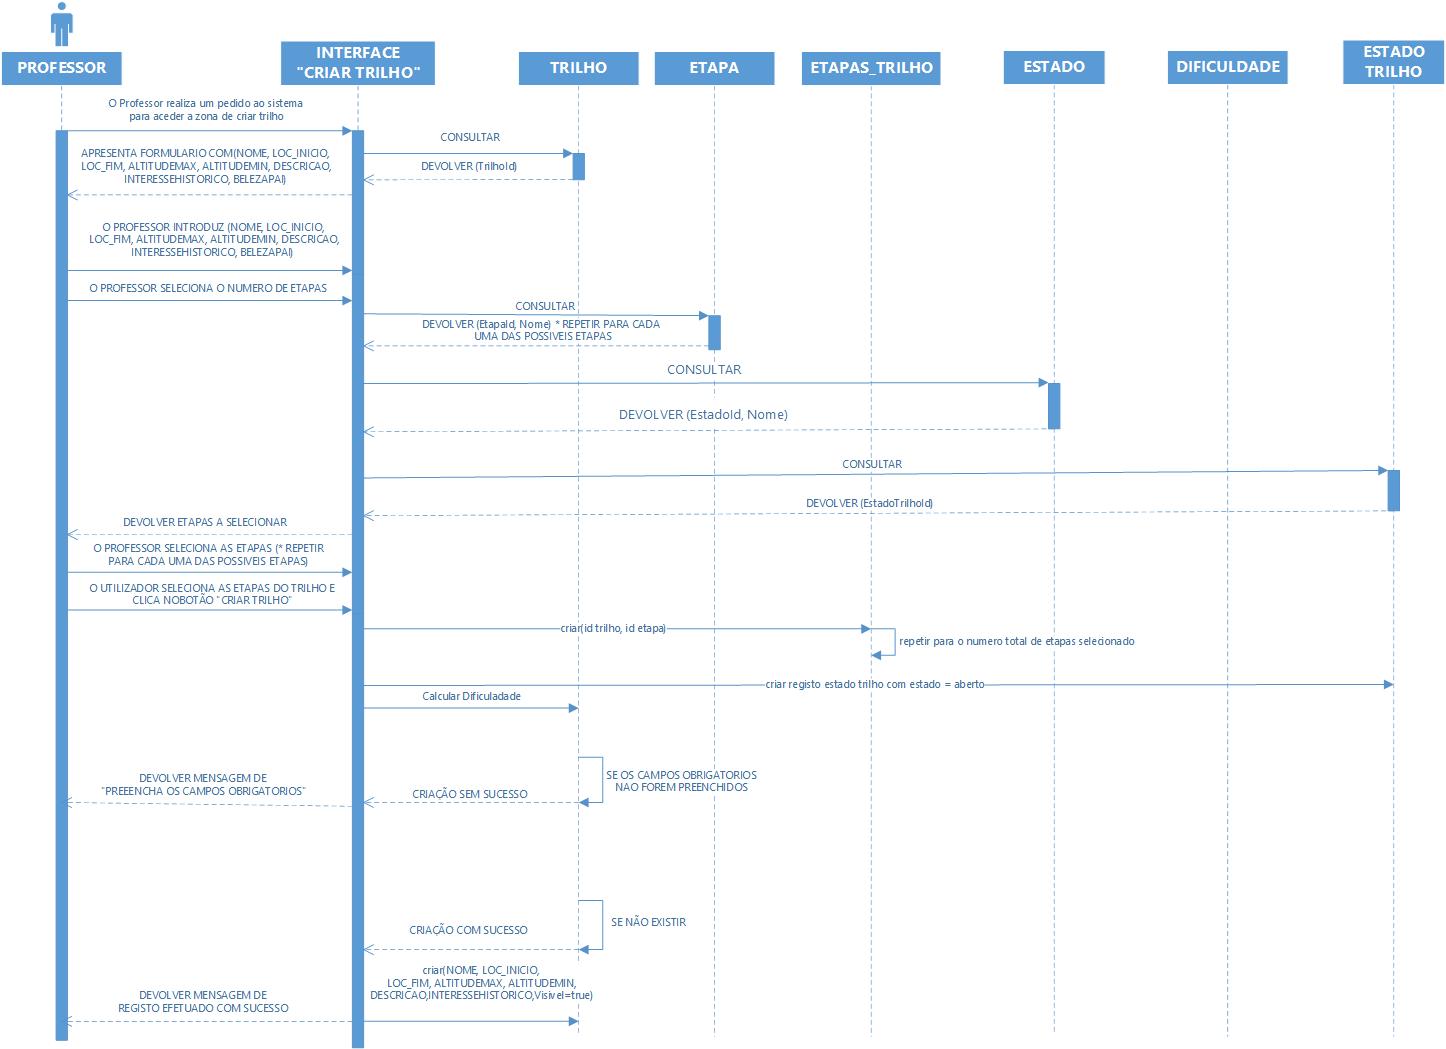 PROFESSOR
INTERFACE
"CRIAR TRILHO"
TRILHO
ETAPA
ETAPAS_TRILHO
ESTADO
DIFICULDADE
ESTADO
TRILHO
O Professor realiza um pedido ao sistema
para aceder a zona de criar trilho
CONSULTAR
APRESENTA FORMULARIO COM(NOME, LOC_INICIO,
LOC_FIM, ALTITUDEMAX, ALTITUDEMIN, DESCRICAO,
INTERESSEHISTORICO, BELEZAPAI)
DEVOLVER (TrilhoId)
O PROFESSOR INTRODUZ (NOME, LOC_INICIO,
LOC_FIM, ALTITUDEMAX, ALTITUDEMIN, DESCRICAO,
INTERESSEHISTORICO, BELEZAPAI)
O PROFESSOR SELECIONA O NUMERO DE ETAPAS
CONSULTAR
DEVOLVER (EtapaId, Nome) * REPETIR PARA CADA
UMA DAS POSSIVEIS ETAPAS
CONSULTAR
DEVOLVER (EstadoId, Nome)
CONSULTAR
DEVOLVER (EstadoTrilhoId)
DEVOLVER ETAPAS A SELECIONAR
O PROFESSOR SELECIONA AS ETAPAS (* REPETIR
PARA CADA UMA DAS POSSIVEIS ETAPAS)
O UTILIZADOR SELECIONA AS ETAPAS DO TRILHO E
CLICA NOBOTÃO "CRIAR TRILHO"
criar(id trilho, id etapa)
repetir para o numero total de etapas selecionado
criar registo estado trilho com estado = aberto
Calcular Dificuladade
SE OS CAMPOS OBRIGATORIOS
NAO FOREM PREENCHIDOS
DEVOLVER MENSAGEM DE
"PREEENCHA OS CAMPOS OBRIGATORIOS"
CRIAÇÃO SEM SUCESSO
SE NÃO EXISTIR
CRIAÇÃO COM SUCESSO
criar(NOME, LOC_INICIO,
LOC_FIM, ALTITUDEMAX, ALTITUDEMIN,
DESCRICAO,INTERESSEHISTORICO,Visivel=true)
DEVOLVER MENSAGEM DE
REGISTO EFETUADO COM SUCESSO